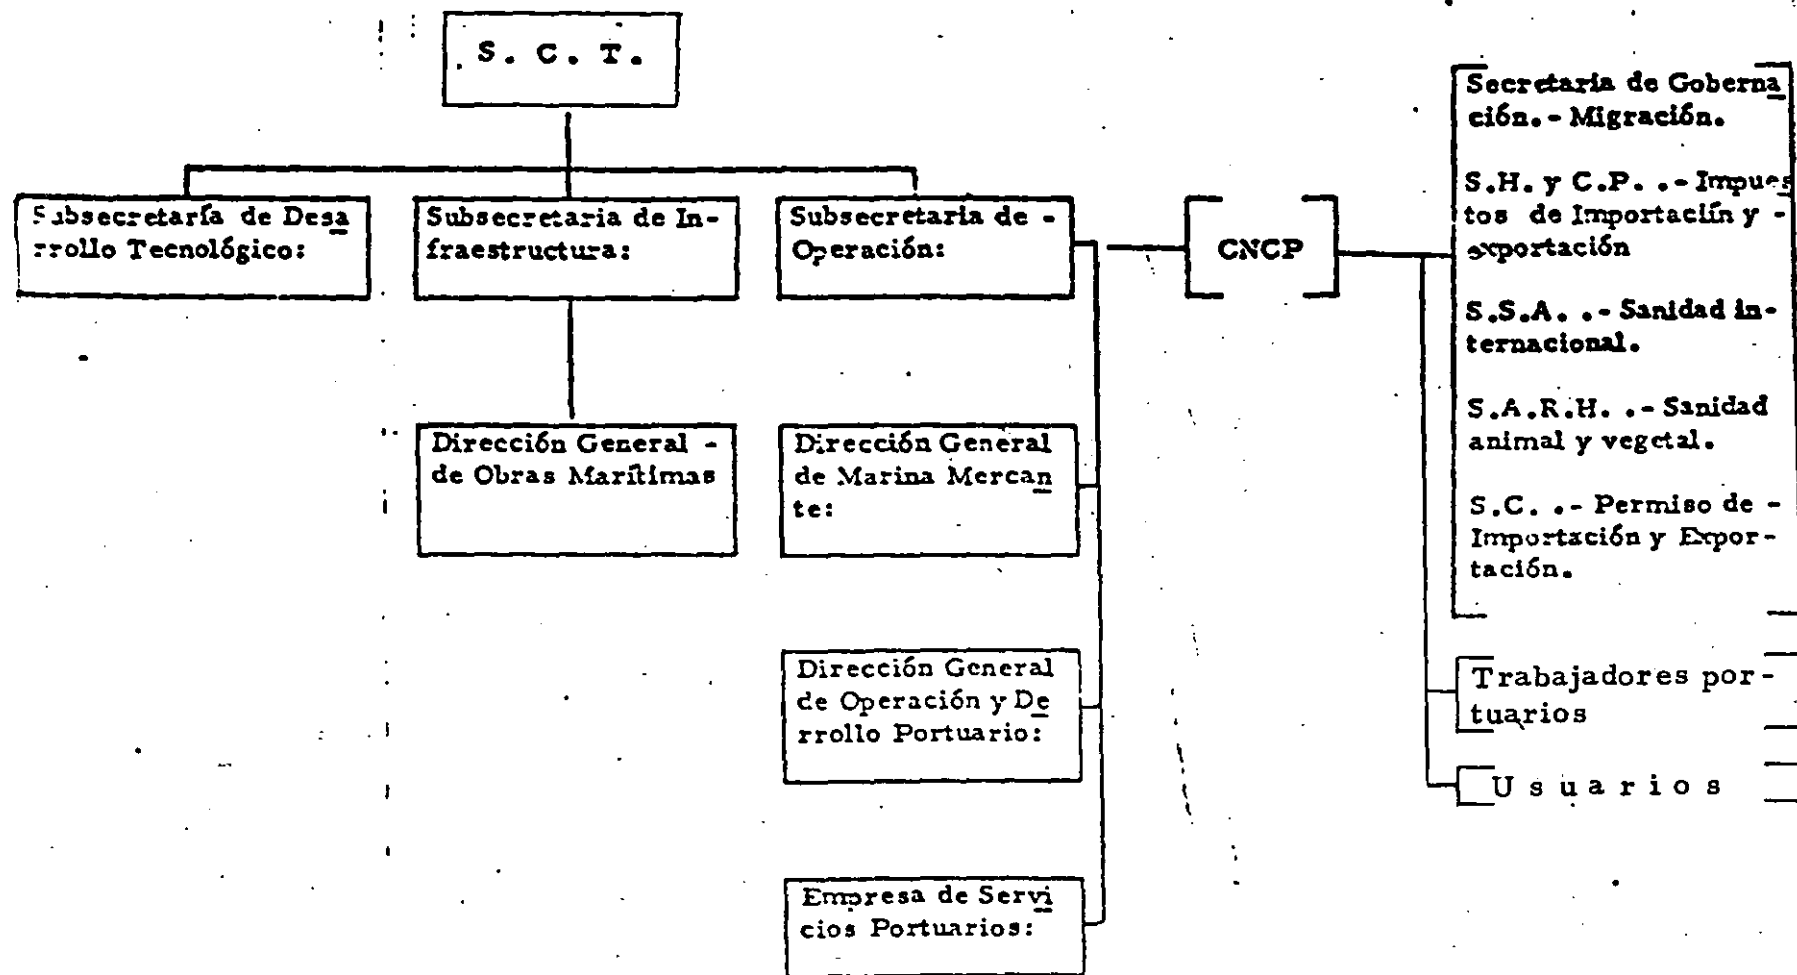 S. C. T.
Subsecretaría de Desa
rrollo Tecnológico:
Subsecretaria de In-
fraestructura:
Subsecretaria de -
Operación:
CNCP
Dirección General -
de Obras Marítimas
Dirección General
de Marina Mercan
te:
Dirección General
de Operación y De
rrollo Portuario:
Empresa de Servi
cios Portuarios:
Secretaria de Goberna
ción.- Migración.
S.H. y C.P. .- Impues
tos de Importaciín y -
exportación
S.S.A. .- Sanidad in-
ternacional.
S.A.R.H. .- Sanidad
animal y vegetal.
S.C. .- Permiso de -
Importación y Expor-
tación.
Trabajadores por-
tuarios
Usuarios